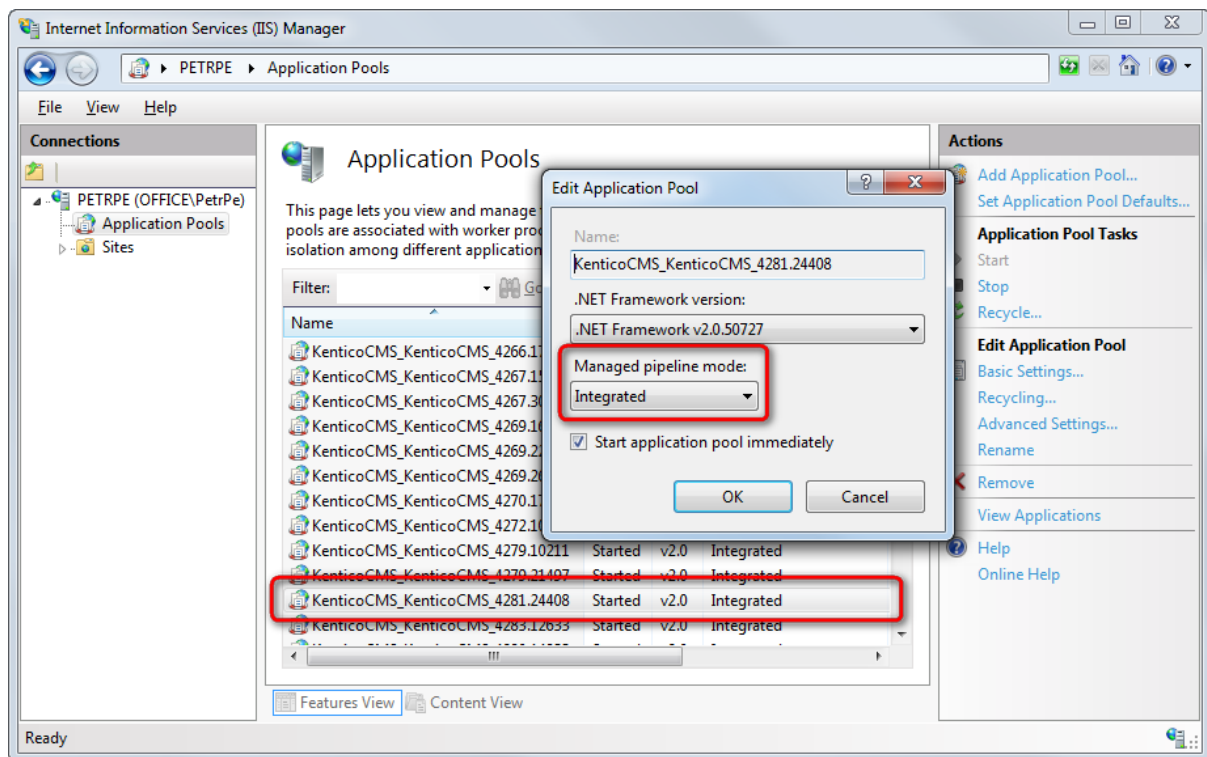 Internet Information Services (IIS) Manager
PETRPE Application Pools
File View Help
Connections
PETRPE (OFFICE\PetrPe)
Application Pools
Sites
Application Pools
This page lets you view and manage
pools are associated with worker
isolation among different application
Filter:
Name
KenticoCMS_KenticoCMS_4266.1
KenticoCMS_KenticoCMS_4267.1
KenticoCMS_KenticoCMS_4267.30
KenticoCMS_KenticoCMS_4269.16
KenticoCMS_KenticoCMS_4269.2
KenticoCMS_KenticoCMS_4269.26
KenticoCMS_KenticoCMS_4270.1
KenticoCMS_KenticoCMS_4272.10
KenticoCMS_KenticoCMS_4279.10211 Started v2.0 Integrated
KenticoCMS_KenticoCMS_4279.21497 Started v2.0 Integrated
KenticoCMS_KenticoCMS_4281.24408 Started v2.0 Integrated
KenticoCMS_KenticoCMS_4283.12633 Started v2.0 Integrated
Features View Content View
Edit Application Pool
Name:
KenticoCMS_KenticoCMS_4281.24408
.NET Framework version:
.NET Framework v2.0.50727
Managed pipeline mode:
Integrated
Start application pool immediately
OK Cancel
Actions
Add Application Pool...
Set Application Pool Defaults...
Application Pool Tasks
Start
Stop
Recycle...
Edit Application Pool
Basic Settings...
Recycling...
Advanced Settings...
Rename
Remove
View Applications
Help
Online Help
Ready